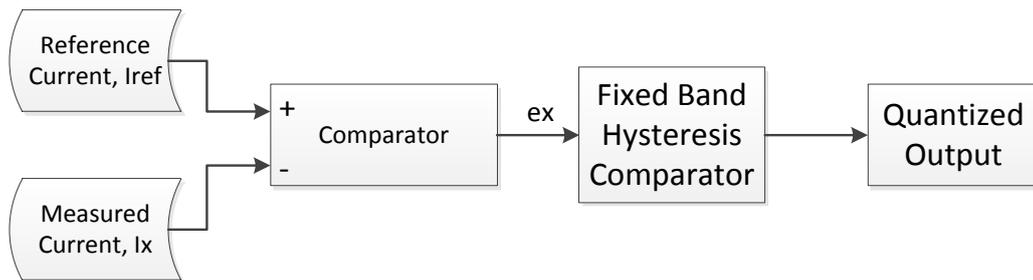 Reference
Current, Iref
+
Comparator
-
Measured
Current, Ix
ex
Fixed Band
Hysteresis
Comparator
Quantized
Output